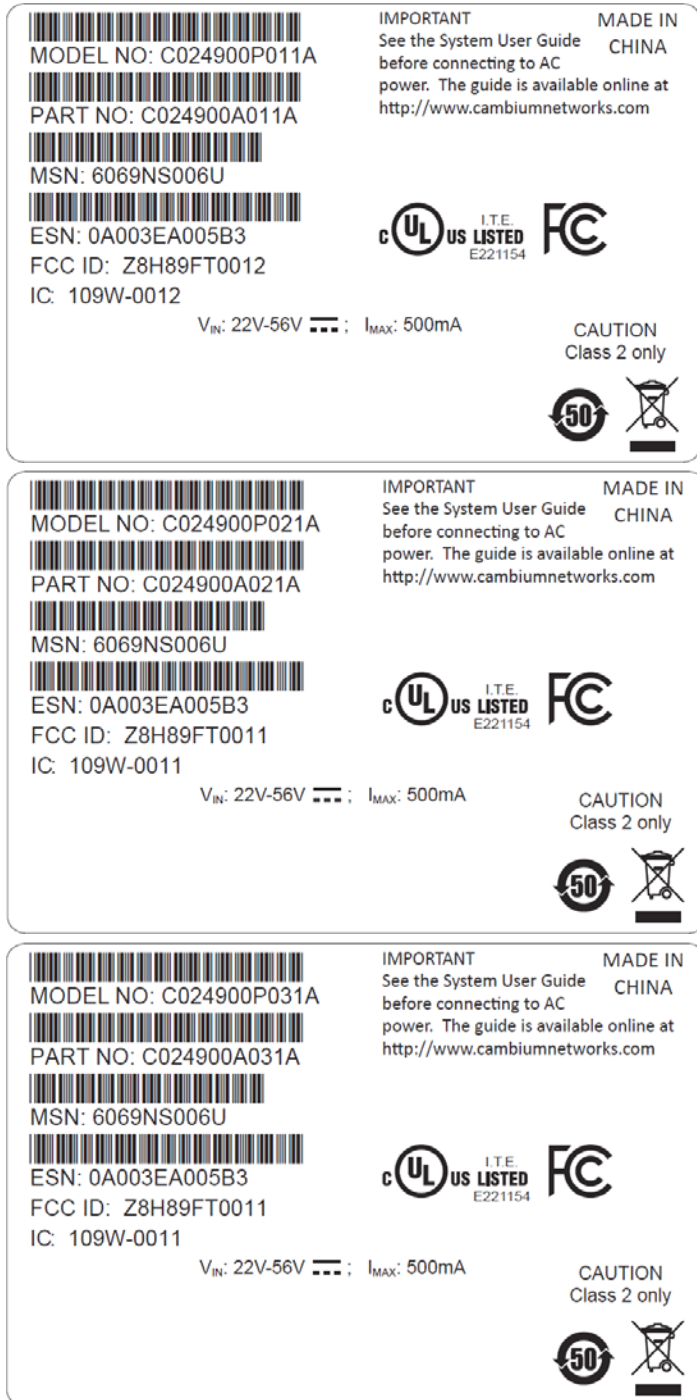 MODEL NO: C024900P011A
PART NO: C024900A011A
MSN: 6069NS006U
ESN: 0A003EA005B3
FCC ID: Z8H89FT0012
IC: 109W-0012
IMPORTANT
See the System User Guide
before connecting to AC
power. The guide is available online at
http://www.cambiumnetworks.com
MADE IN
CHINA
C UL US LISTED
I.T.E.
E221154
FC
VIN: 22V-56V ; IMAX: 500mA
CAUTION
Class 2 only
50
MODEL NO: C024900P021A
PART NO: C024900A021A
MSN: 6069NS006U
ESN: 0A003EA005B3
FCC ID: Z8H89FT0011
IC: 109W-0011
IMPORTANT
See the System User Guide
before connecting to AC
power. The guide is available online at
http://www.cambiumnetworks.com
MADE IN
CHINA
C UL US LISTED
I.T.E.
E221154
FC
VIN: 22V-56V ; IMAX: 500mA
CAUTION
Class 2 only
50
MODEL NO: C024900P031A
PART NO: C024900A031A
MSN: 6069NS006U
ESN: 0A003EA005B3
FCC ID: Z8H89FT0011
IC: 109W-0011
IMPORTANT
See the System User Guide
before connecting to AC
power. The guide is available online at
http://www.cambiumnetworks.com
MADE IN
CHINA
C UL US LISTED
I.T.E.
E221154
FC
VIN: 22V-56V ; IMAX: 500mA
CAUTION
Class 2 only
50